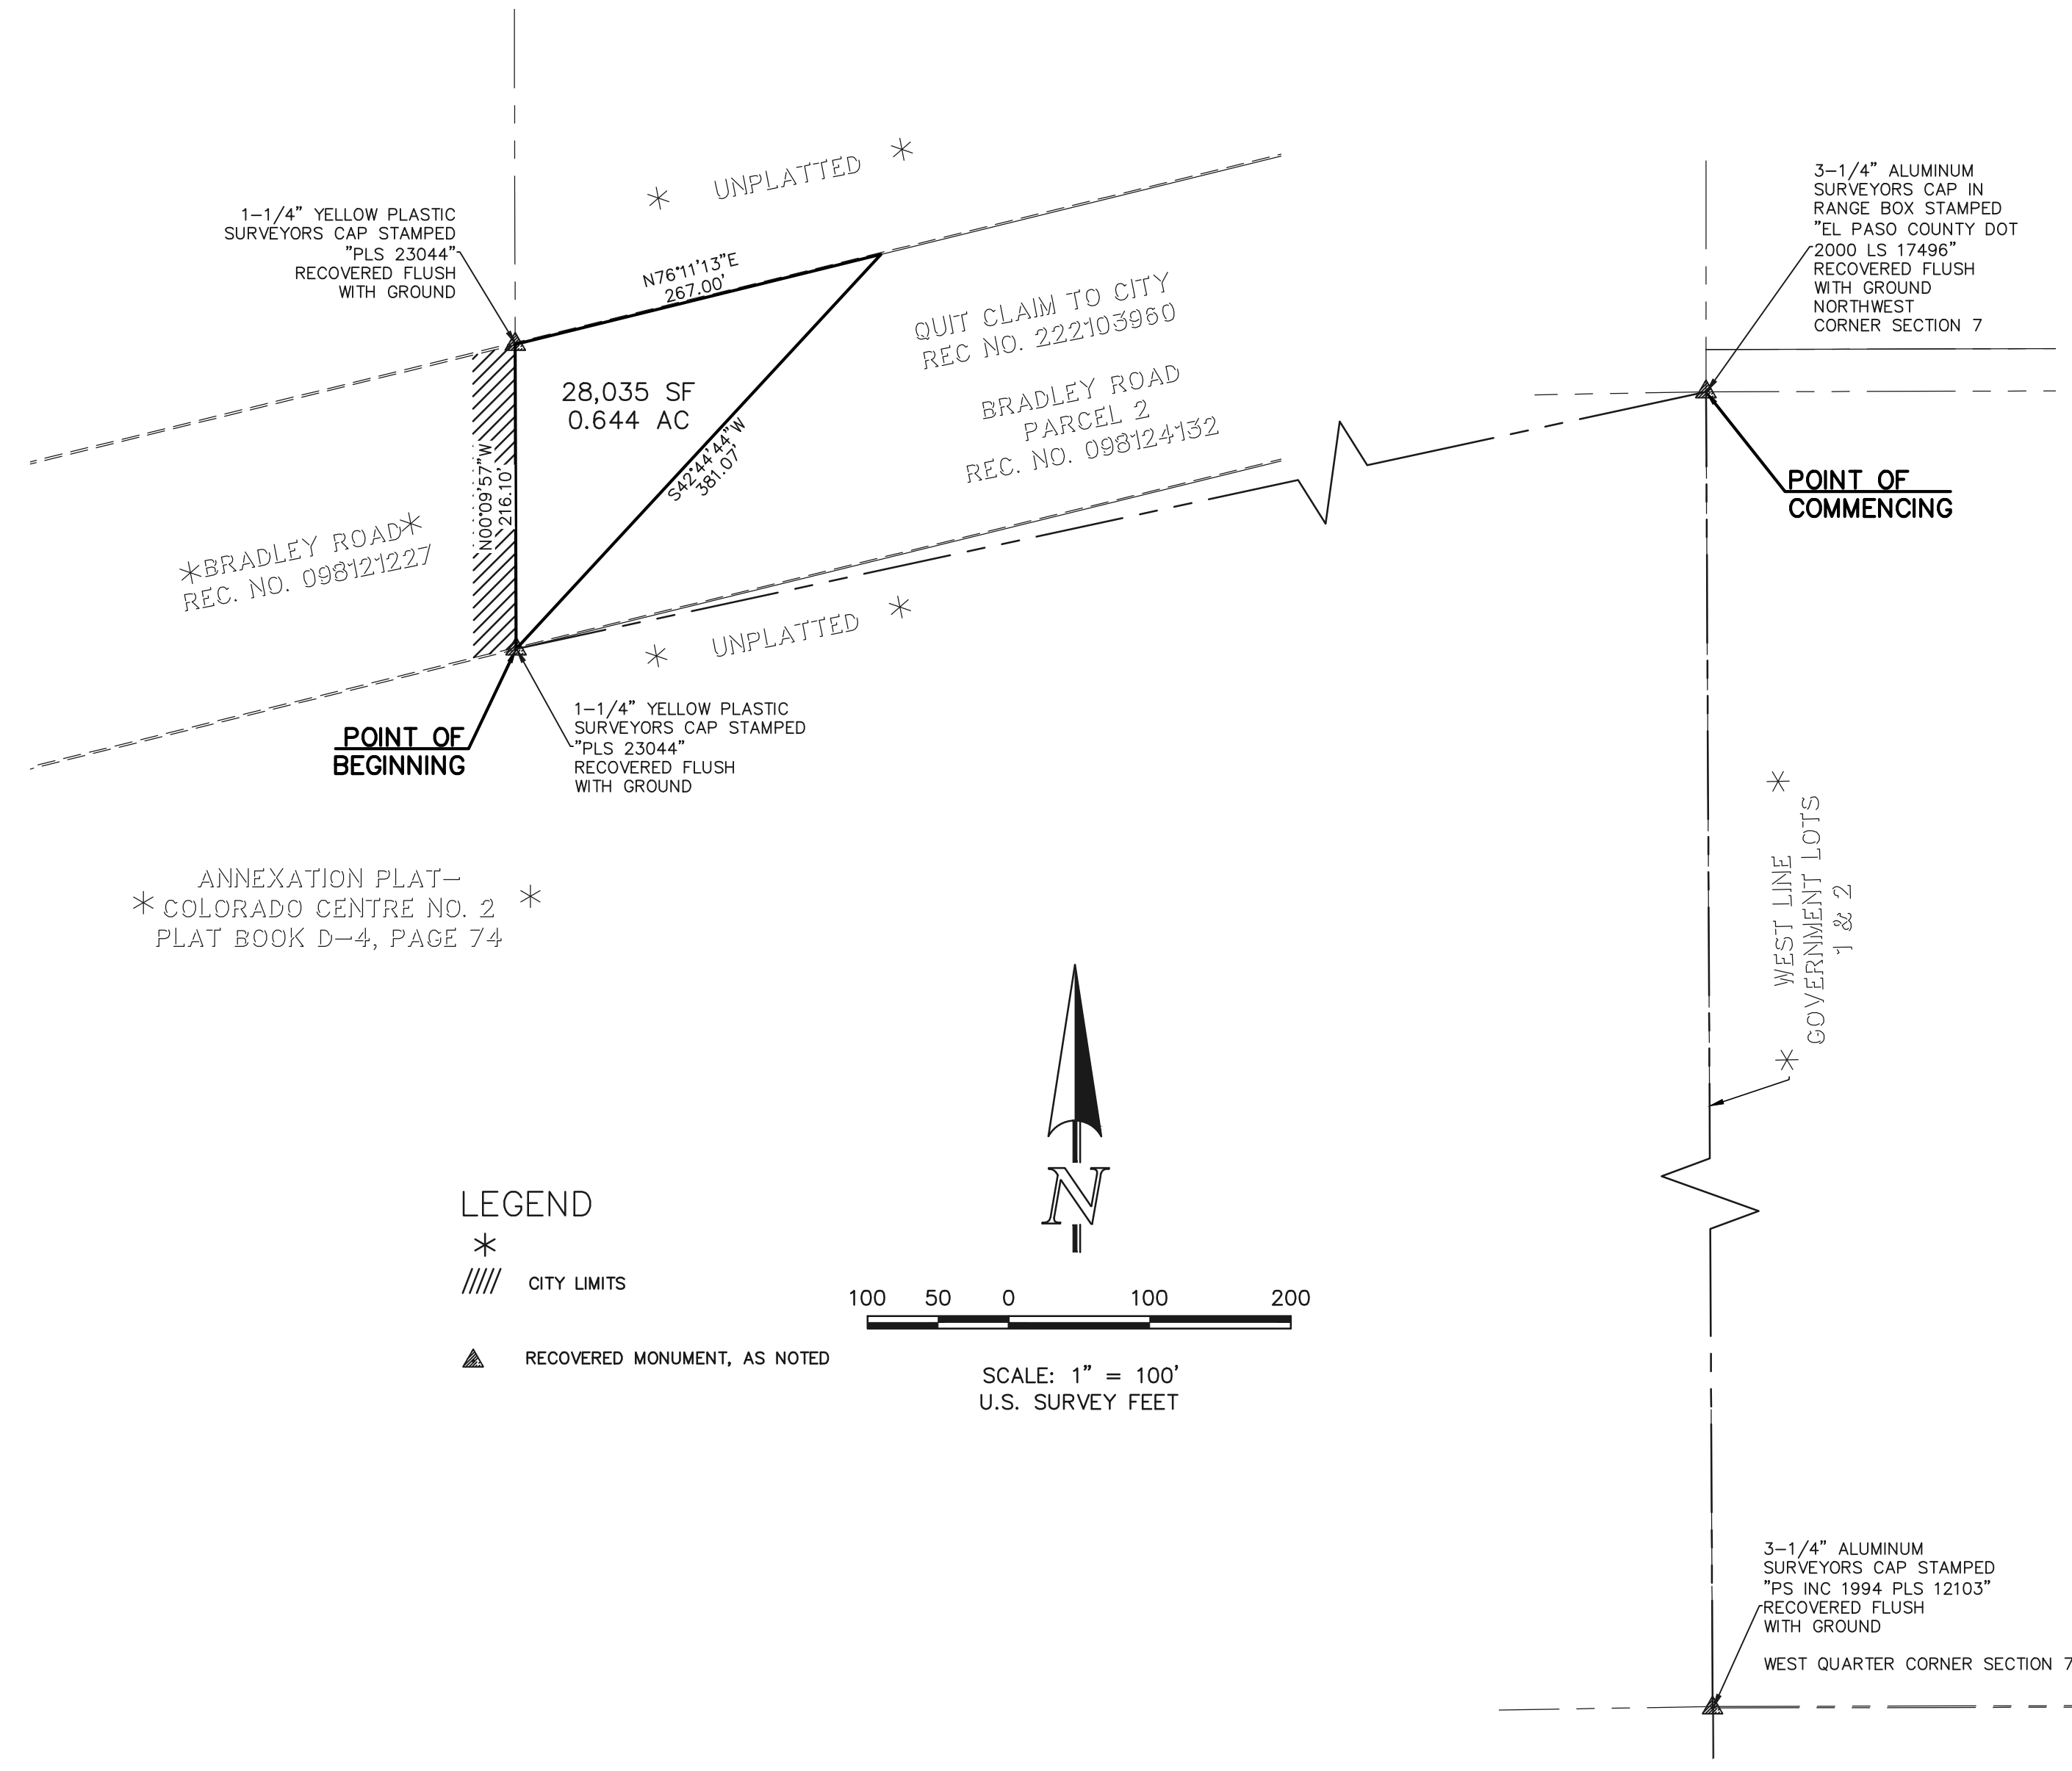 1-1/4" YELLOW PLASTIC
SURVEYORS CAP STAMPED
"PLS 23044"
RECOVERED FLUSH
WITH GROUND
* UNPLATTED *
N76°11'13"E
267.00'
3-1/4" ALUMINUM
SURVEYORS CAP IN
RANGE BOX STAMPED
"EL PASO COUNTY DOT
2000 LS 17496"
RECOVERED FLUSH
WITH GROUND
NORTHWEST
CORNER SECTION 7
QUIT CLAIM TO CITY
REC NO. 222103960
BRADLEY ROAD
PARCEL 2
REC. NO. 098124132
28,035 SF
0.644 AC
S42°44'44"W
381.07'
N00°09'57"W
216.10'
POINT OF
COMMENCING
*BRADLEY ROAD*
REC. NO. 098121227
* UNPLATTED *
POINT OF
BEGINNING
1-1/4" YELLOW PLASTIC
SURVEYORS CAP STAMPED
"PLS 23044"
RECOVERED FLUSH
WITH GROUND
ANNEXATION PLAT-
* COLORADO CENTRE NO. 2 *
PLAT BOOK D-4, PAGE 74
* WEST LINE *
GOVERNMENT LOTS
1 & 2
N
LEGEND
*
CITY LIMITS
RECOVERED MONUMENT, AS NOTED
100 50 0 100 200
SCALE: 1" = 100'
U.S. SURVEY FEET
3-1/4" ALUMINUM
SURVEYORS CAP STAMPED
"PS INC 1994 PLS 12103"
RECOVERED FLUSH
WITH GROUND
WEST QUARTER CORNER SECTION 7